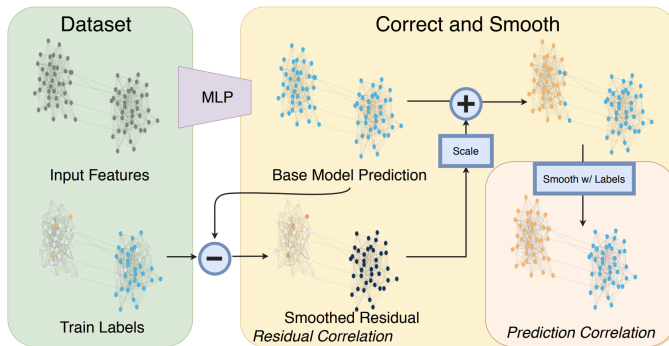 Dataset
Correct and Smooth
MLP
+
Scale
Input Features
Base Model Prediction
Smooth w/ Labels
−
Train Labels
Smoothed Residual
Residual Correlation
Prediction Correlation